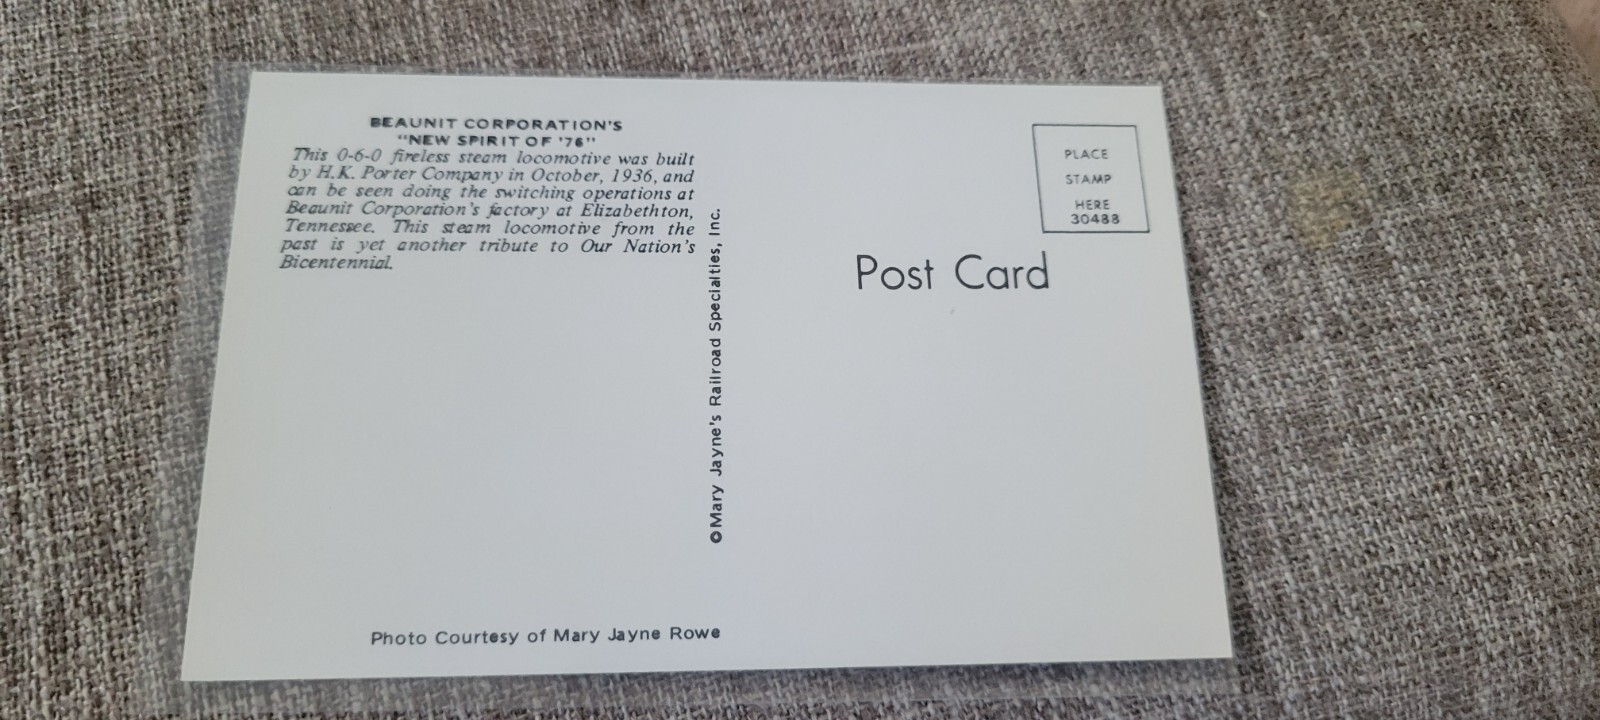 BEAUNIT CORPORATION'S
"NEW SPIRIT OF '76"
This 0-6-0 fireless steam locomotive was built
by H.K. Porter Company in October, 1936, and
can be seen doing the switching operations at
Beaunit Corporation's factory at Elizabethton,
Tennessee. This steam locomotive from the
past is yet another tribute to Our Nation's
Bicentennial.
Photo Courtesy of Mary Jayne Rowe
©Mary Jayne's Railroad Specialties, Inc.
PLACE
STAMP
HERE
30488
Post Card